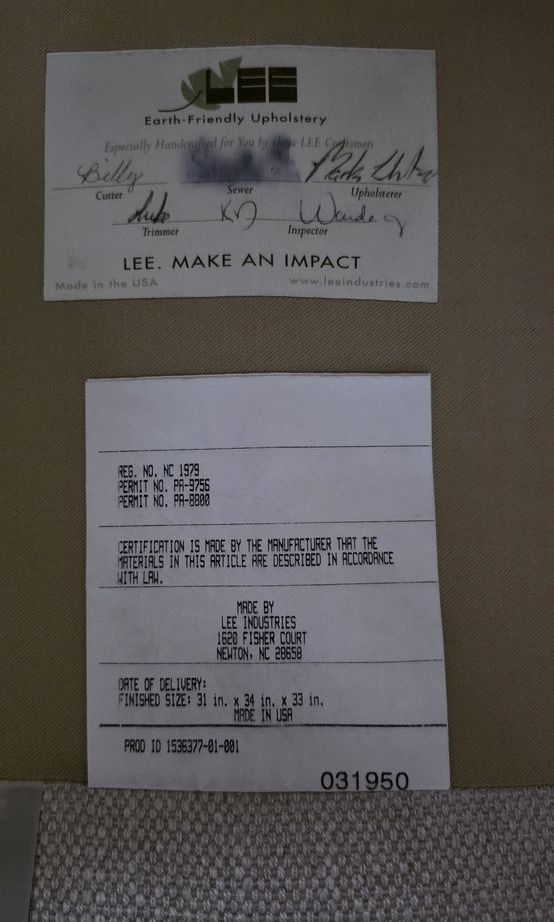 LEE
Earth-Friendly Upholstery
Especially Handcrafted for You by these LEE Craftsmen
Billy
Cutter Sewer Upholsterer
Trimmer Inspector
LEE. MAKE AN IMPACT
Made in the USA www.leeindustries.com
REG. NO. NC 1979
PERMIT NO. PA-9756
PERMIT NO. PA-8800
CERTIFICATION IS MADE BY THE MANUFACTURER THAT THE
MATERIALS IN THIS ARTICLE ARE DESCRIBED IN ACCORDANCE
WITH LAW.
MADE BY
LEE INDUSTRIES
1620 FISHER COURT
NEWTON, NC 28658
DATE OF DELIVERY:
FINISHED SIZE: 31 in. x 34 in. x 33 in.
MADE IN USA
PROD ID 1536377-01-001
031950